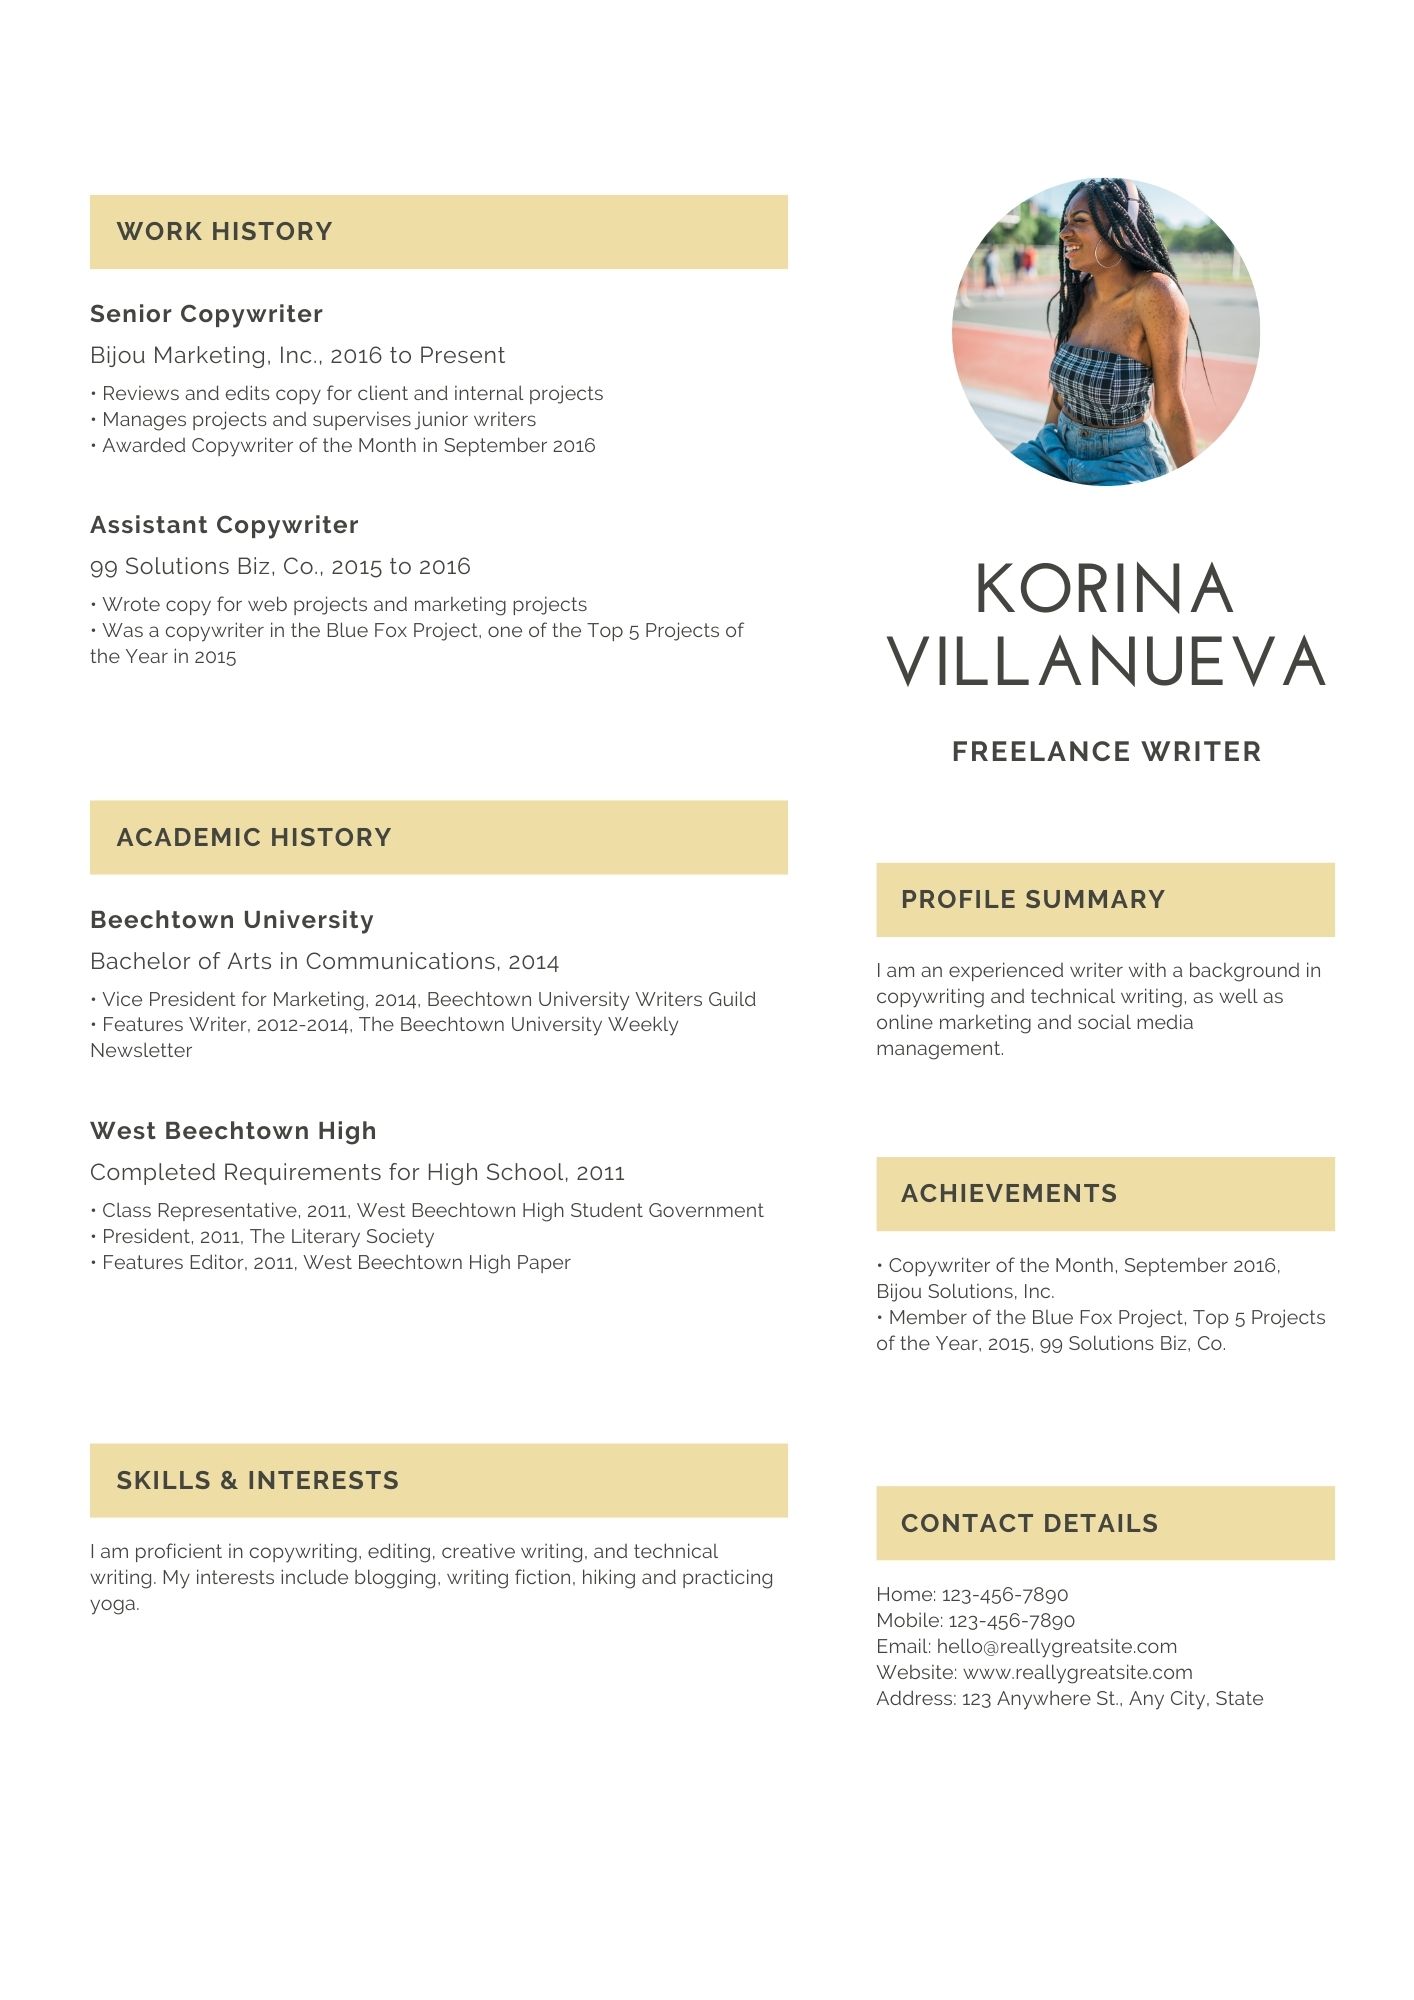 WORK HISTORY
Senior Copywriter
Bijou Marketing, Inc., 2016 to Present
• Reviews and edits copy for client and internal projects
• Manages projects and supervises junior writers
• Awarded Copywriter of the Month in September 2016
Assistant Copywriter
99 Solutions Biz, Co., 2015 to 2016
• Wrote copy for web projects and marketing projects
• Was a copywriter in the Blue Fox Project, one of the Top 5 Projects of
the Year in 2015
ACADEMIC HISTORY
Beechtown University
Bachelor of Arts in Communications, 2014
• Vice President for Marketing, 2014, Beechtown University Writers Guild
• Features Writer, 2012-2014, The Beechtown University Weekly
Newsletter
West Beechtown High
Completed Requirements for High School, 2011
• Class Representative, 2011, West Beechtown High Student Government
• President, 2011, The Literary Society
• Features Editor, 2011, West Beechtown High Paper
SKILLS & INTERESTS
I am proficient in copywriting, editing, creative writing, and technical
writing. My interests include blogging, writing fiction, hiking and practicing
yoga.
KORINA
VILLANUEVA
FREELANCE WRITER
PROFILE SUMMARY
I am an experienced writer with a background in
copywriting and technical writing, as well as
online marketing and social media
management.
ACHIEVEMENTS
• Copywriter of the Month, September 2016,
Bijou Solutions, Inc.
• Member of the Blue Fox Project, Top 5 Projects
of the Year, 2015, 99 Solutions Biz, Co.
CONTACT DETAILS
Home: 123-456-7890
Mobile: 123-456-7890
Email: hello@reallygreatsite.com
Website: www.reallygreatsite.com
Address: 123 Anywhere St., Any City, State